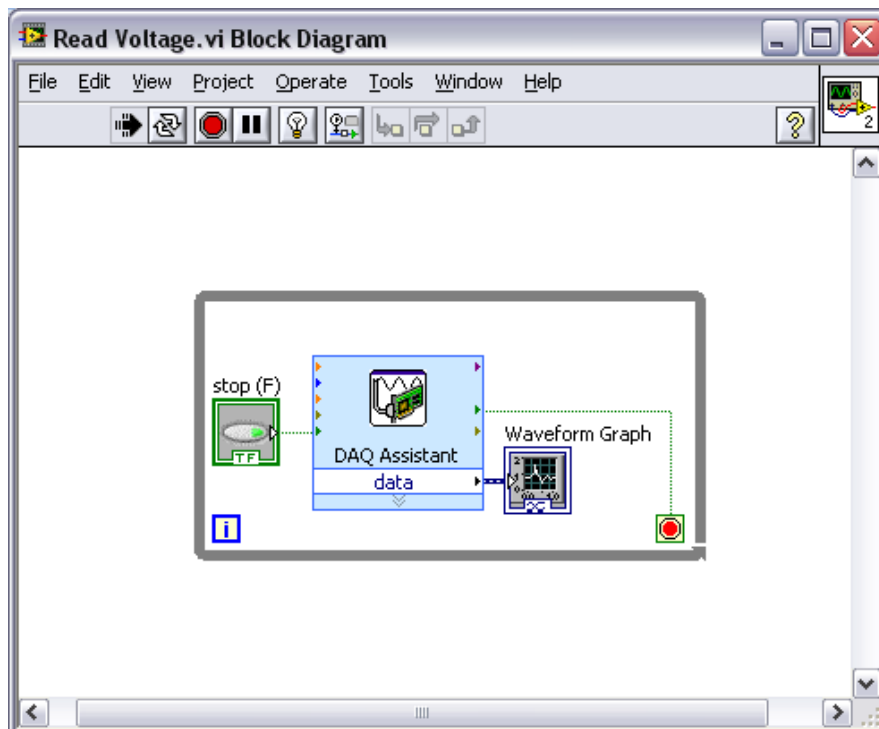 Read Voltage.vi Block Diagram
File Edit View Project Operate Tools Window Help
2
stop (F)
TF
DAQ Assistant
data
Waveform Graph
i